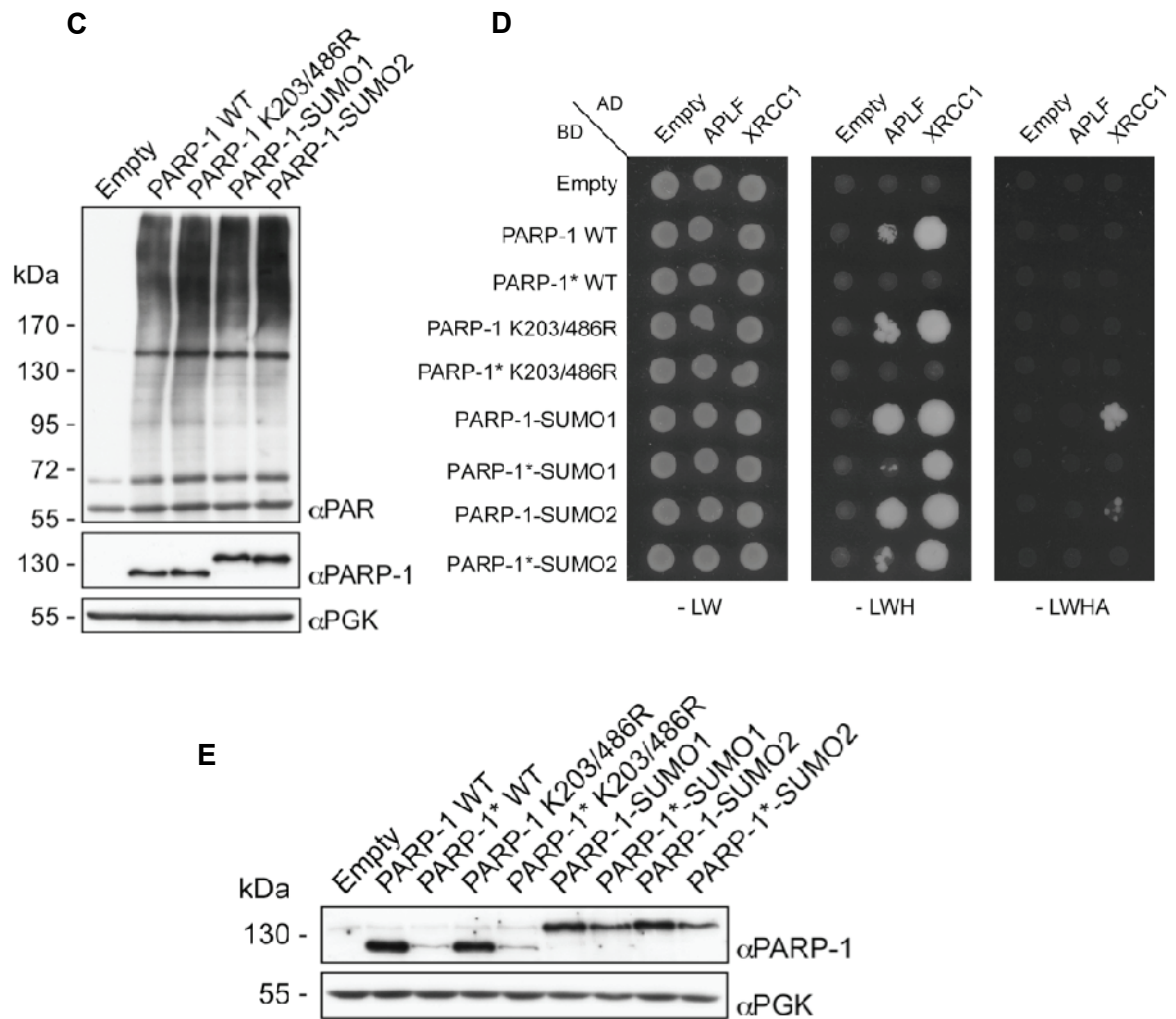 C
Empty
PARP-1 WT
PARP-1 K203/486R
PARP-1-SUMO1
PARP-1-SUMO2
kDa
170 -
130 -
95 -
72 -
55 -
αPAR
130 -
αPARP-1
55 -
αPGK
D
AD
BD
Empty
APLF
XRCC1
Empty
APLF
XRCC1
Empty
APLF
XRCC1
Empty
PARP-1 WT
PARP-1* WT
PARP-1 K203/486R
PARP-1* K203/486R
PARP-1-SUMO1
PARP-1*-SUMO1
PARP-1-SUMO2
PARP-1*-SUMO2
- LW
- LWH
- LWHA
E
Empty
PARP-1 WT
PARP-1* WT
PARP-1 K203/486R
PARP-1* K203/486R
PARP-1-SUMO1
PARP-1*-SUMO1
PARP-1-SUMO2
PARP-1*-SUMO2
kDa
130 -
αPARP-1
55 -
αPGK